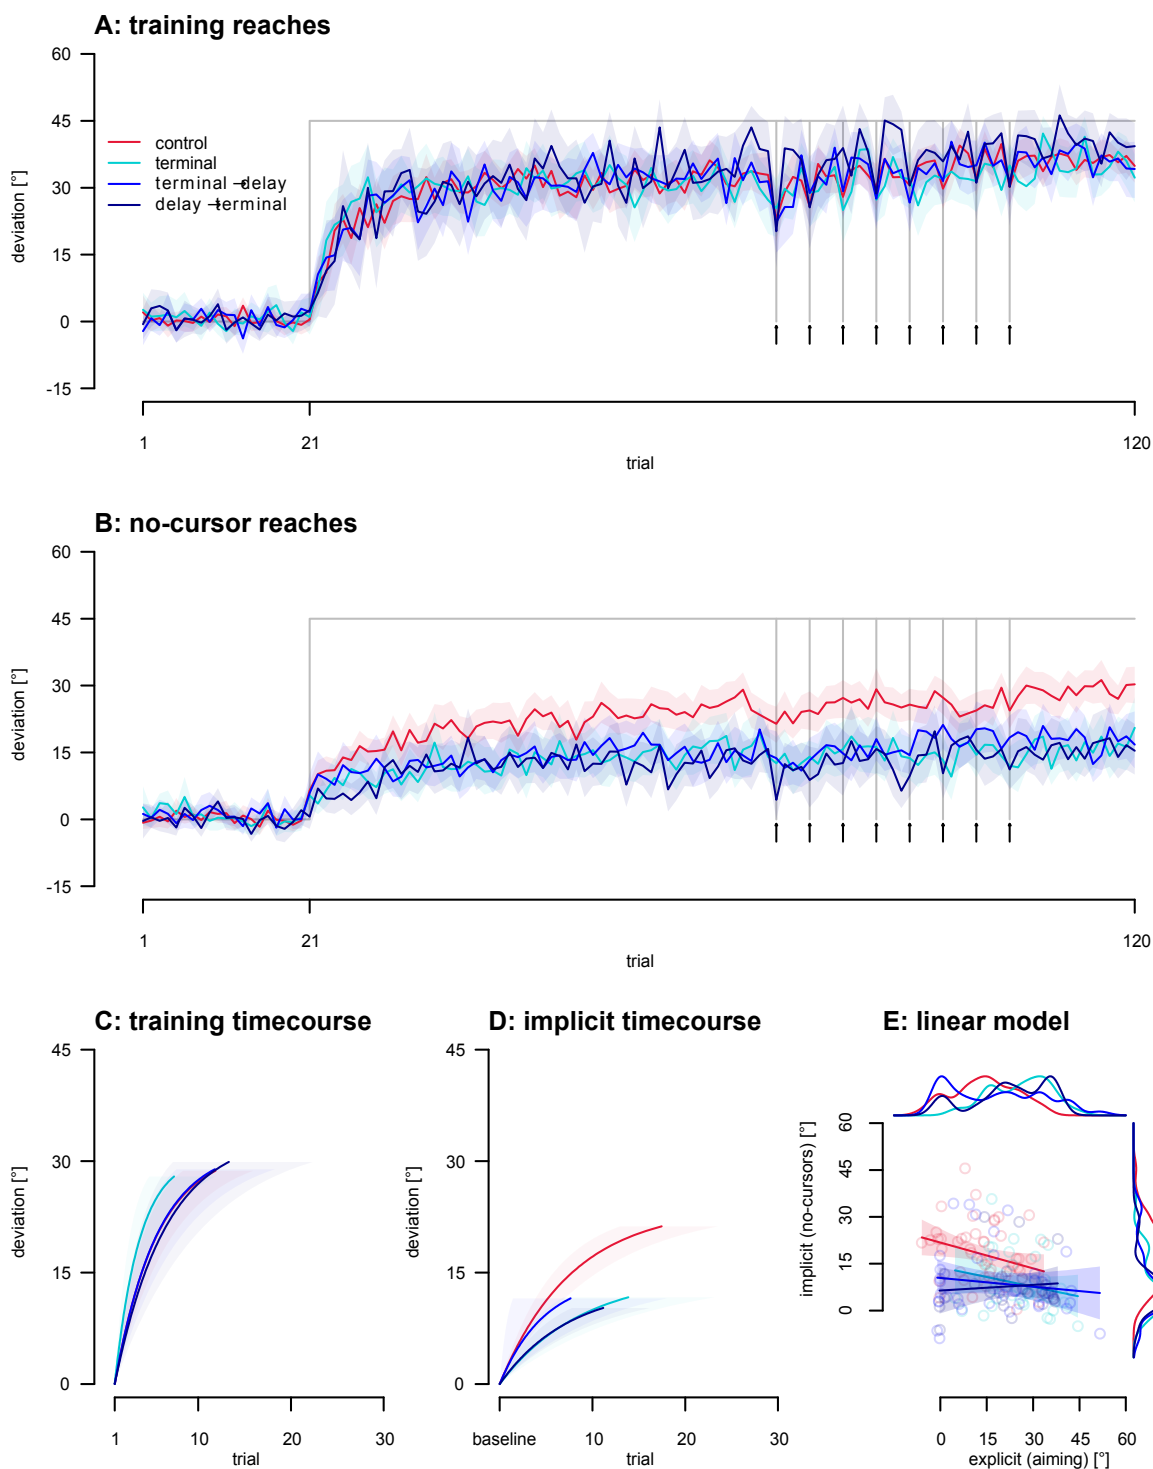 A: training reaches
60
45
30
15
0
-15
deviation [°]
control
terminal
terminal → delay
delay → terminal
1
21
120
trial
B: no-cursor reaches
60
45
30
15
0
-15
deviation [°]
1
21
120
trial
C: training timecourse
45
30
15
0
deviation [°]
1
10
20
30
trial
D: implicit timecourse
45
30
15
0
deviation [°]
baseline
10
20
30
trial
E: linear model
60
45
30
15
0
implicit (no-cursors) [°]
0
15
30
45
60
explicit (aiming) [°]